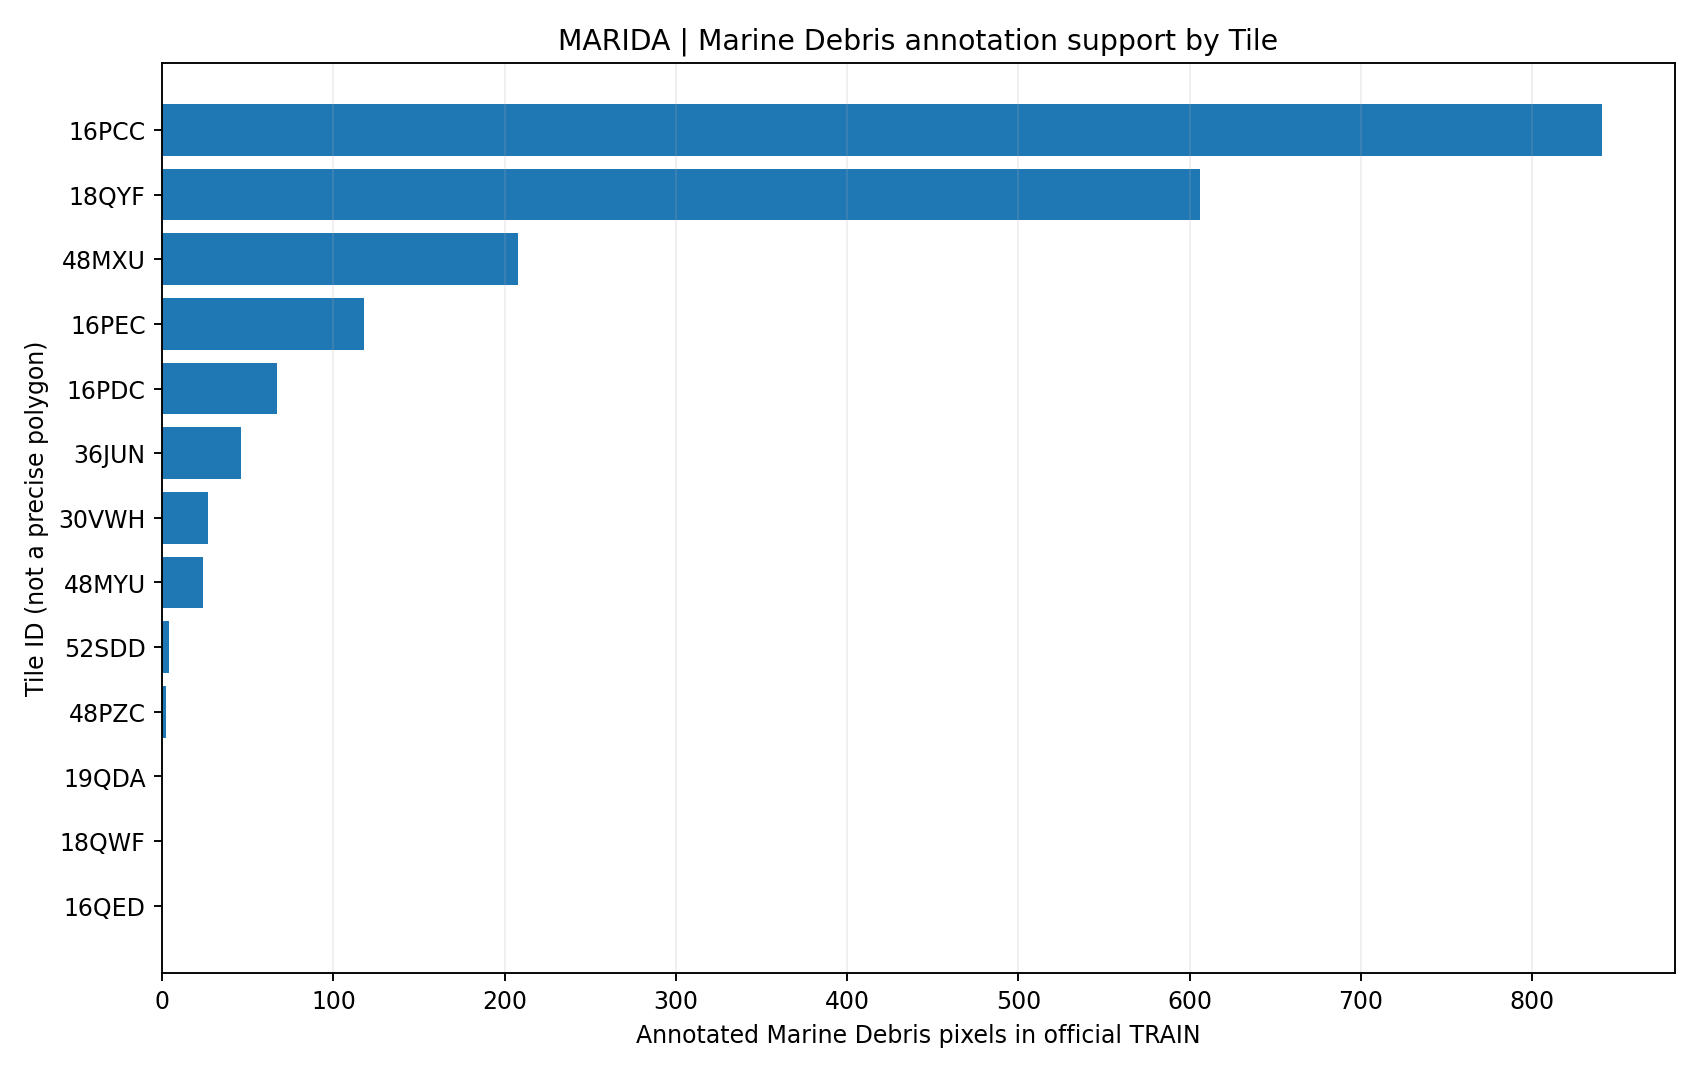 MARIDA | Marine Debris annotation support by Tile
Tile ID (not a precise polygon)
16PCC
18QYF
48MXU
16PEC
16PDC
36JUN
30VWH
48MYU
52SDD
48PZC
19QDA
18QWF
16QED
0 100 200 300 400 500 600 700 800
Annotated Marine Debris pixels in official TRAIN